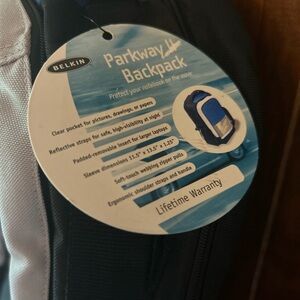 BELKIN
Parkway II
Backpack
Protect your notebook on the move
Clear pocket for pictures, drawings, or papers
Reflective straps for safe, high-visibility at night
Padded-removable insert for larger laptops
Sleeve dimensions 11.5" x 13.5" x 1.25"
Soft-touch webbing zipper pulls
Ergonomic shoulder straps and handle
Lifetime Warranty